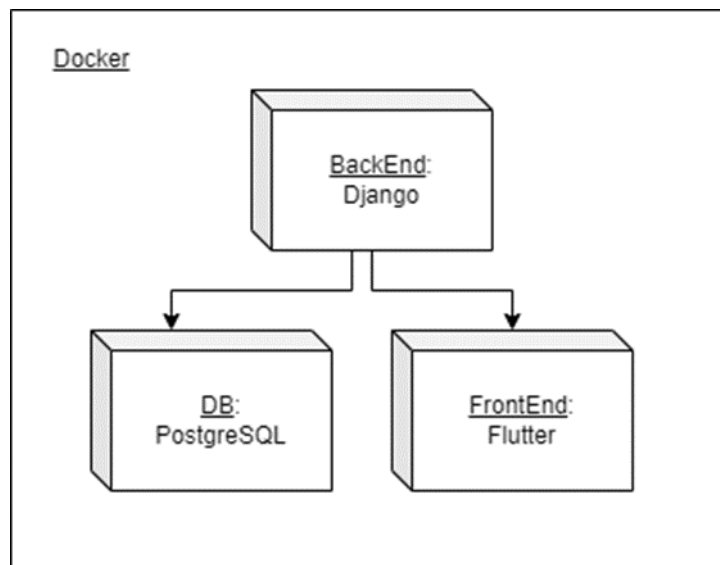 Docker
BackEnd:
Django
DB:
PostgreSQL
FrontEnd:
Flutter